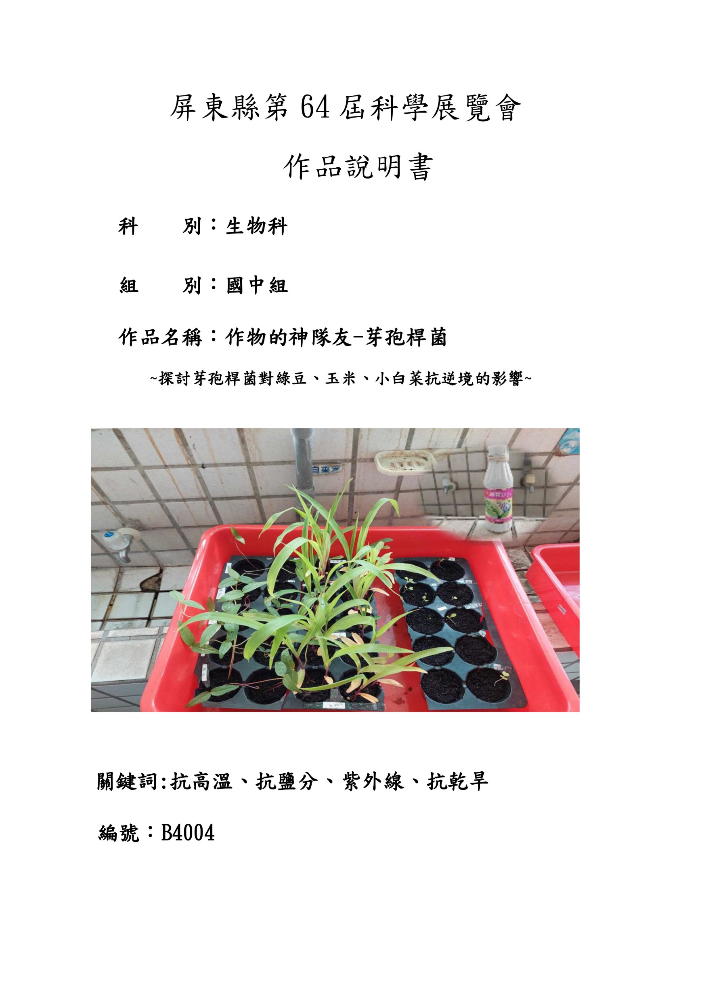 屏東縣第 64 屆科學展覽會
作品說明書
科　　別：生物科
組　　別：國中組
作品名稱：作物的神隊友-芽孢桿菌
~探討芽孢桿菌對綠豆、玉米、小白菜抗逆境的影響~
自來水
關鍵詞:抗高溫、抗鹽分、紫外線、抗乾旱
編號：B4004